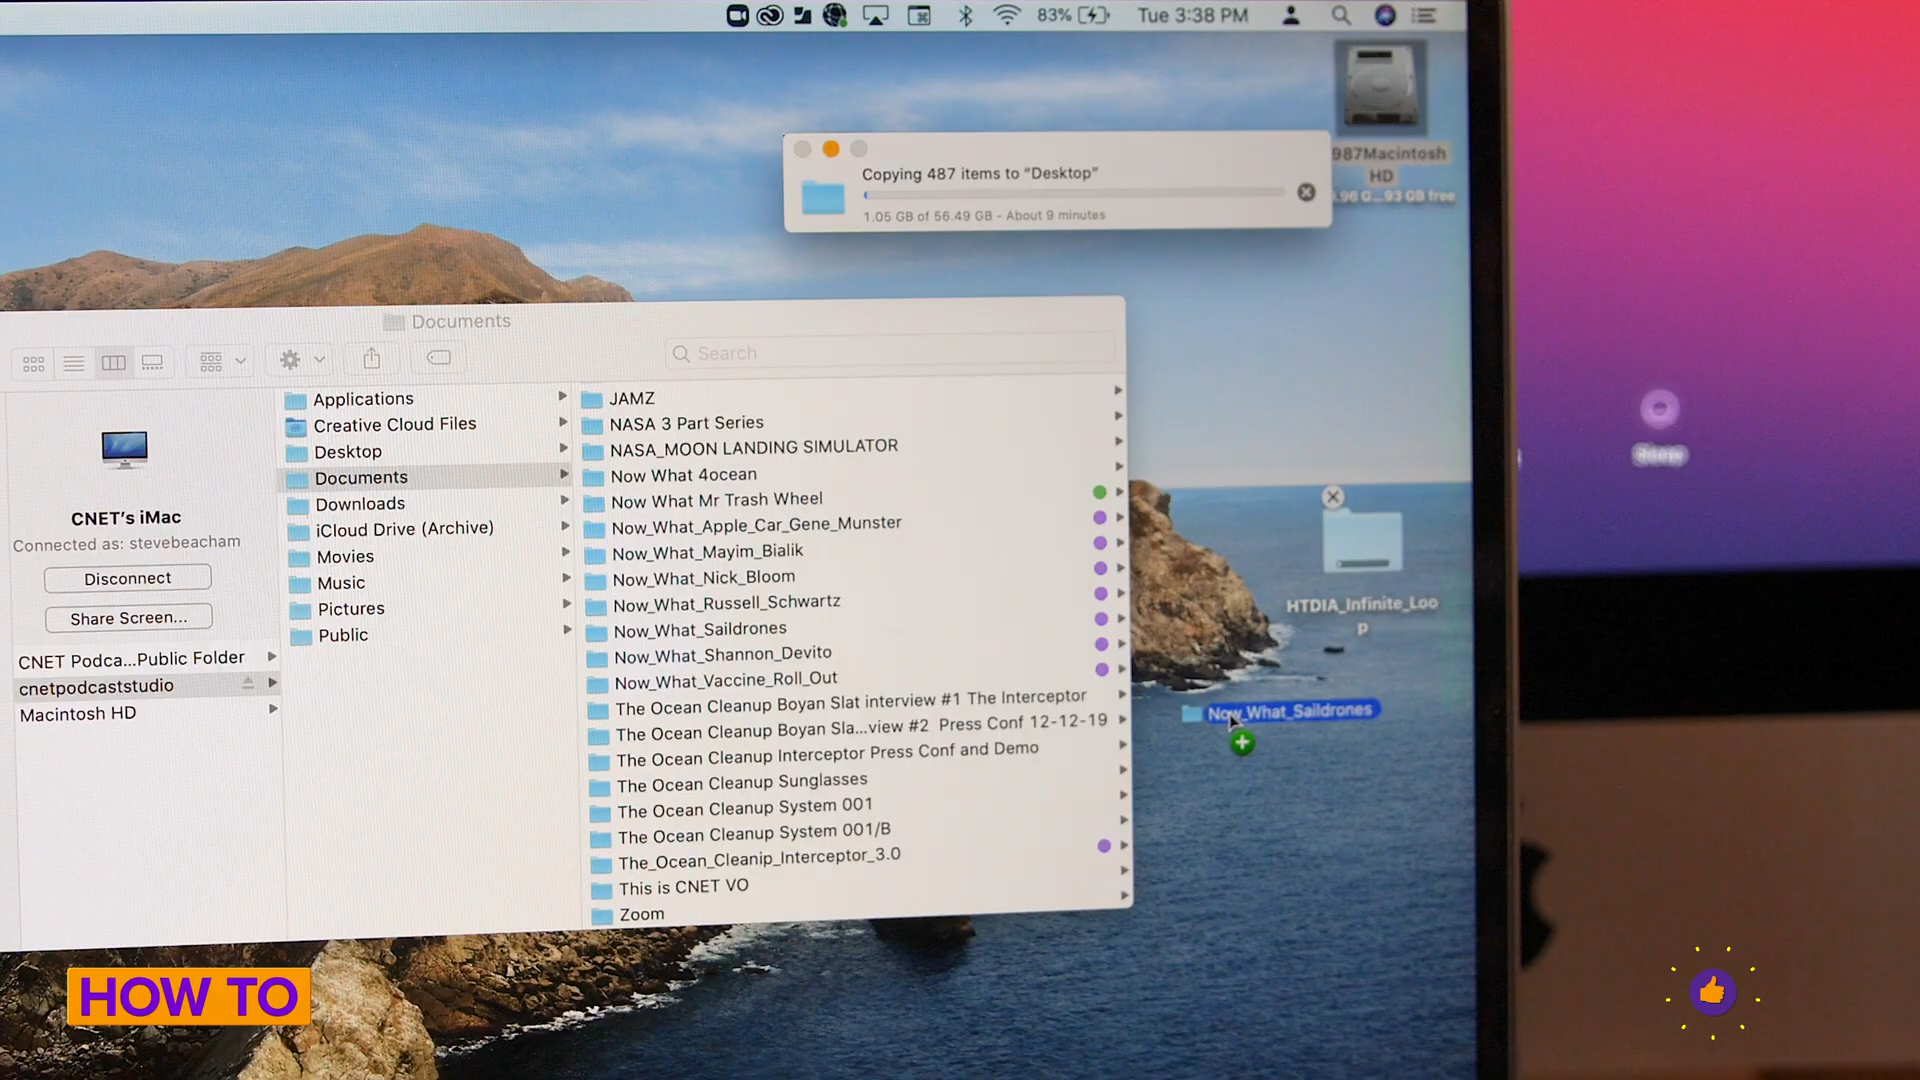 83%
Tue 3:38 PM
987Macintosh
HD
.96 G...93 GB free
Copying 487 items to “Desktop”
1.05 GB of 56.49 GB - About 9 minutes
Documents
Search
CNET’s iMac
Connected as: stevebeacham
Disconnect
Share Screen...
CNET Podca...Public Folder
cnetpodcaststudio
Macintosh HD
Applications
Creative Cloud Files
Desktop
Documents
Downloads
iCloud Drive (Archive)
Movies
Music
Pictures
Public
JAMZ
NASA 3 Part Series
NASA_MOON LANDING SIMULATOR
Now What 4ocean
Now What Mr Trash Wheel
Now_What_Apple_Car_Gene_Munster
Now_What_Mayim_Bialik
Now_What_Nick_Bloom
Now_What_Russell_Schwartz
Now_What_Saildrones
Now_What_Shannon_Devito
Now_What_Vaccine_Roll_Out
The Ocean Cleanup Boyan Slat interview #1 The Interceptor
The Ocean Cleanup Boyan Sla...view #2 Press Conf 12-12-19
The Ocean Cleanup Interceptor Press Conf and Demo
The Ocean Cleanup Sunglasses
The Ocean Cleanup System 001
The Ocean Cleanup System 001/B
The_Ocean_Cleanip_Interceptor_3.0
This is CNET VO
Zoom
HTDIA_Infinite_Loo
p
Now_What_Saildrones
HOW TO